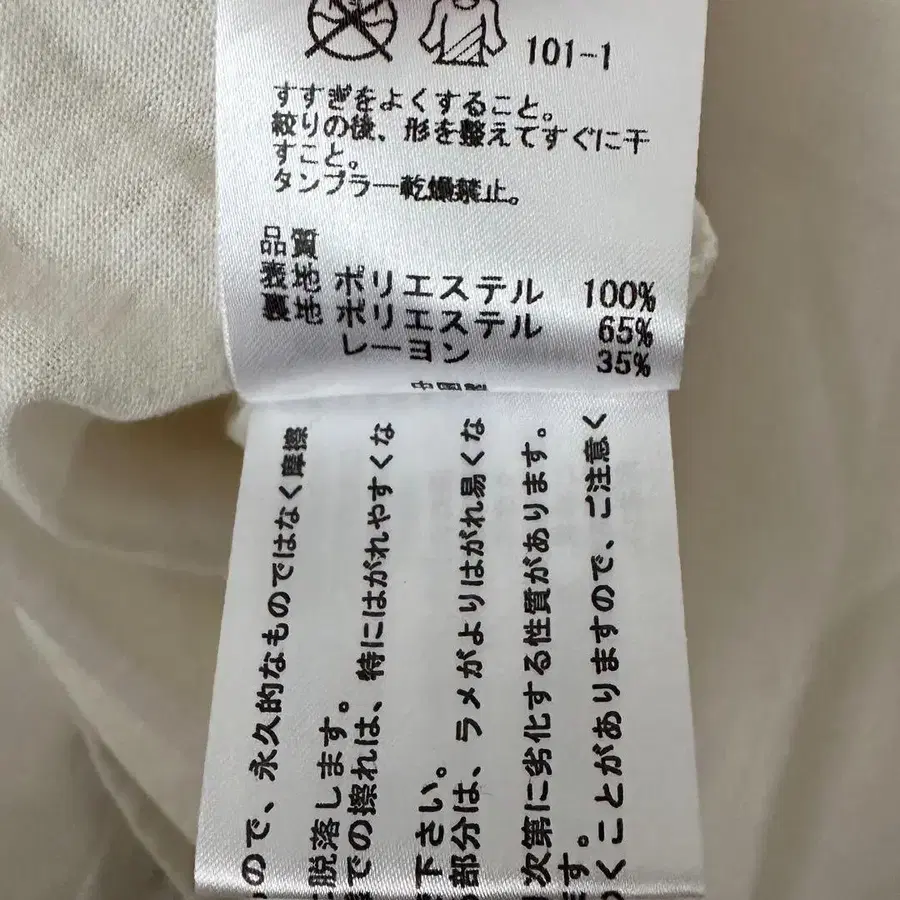 101-1
すすぎをよくすること。
絞りの後、形を整えてすぐに干
すこと。
タンブラー乾燥禁止。
品質
表地 ポリエステル 100%
裏地 ポリエステル 65%
レーヨン 35%
中国製
ので、永久的なものではなく摩擦
脱落します。
での擦れは、特にはがれやすくな
下さい。
部分は、ラメがよりはがれ易くな
次第に劣化する性質があります。
す。
くことがありますので、ご注意く